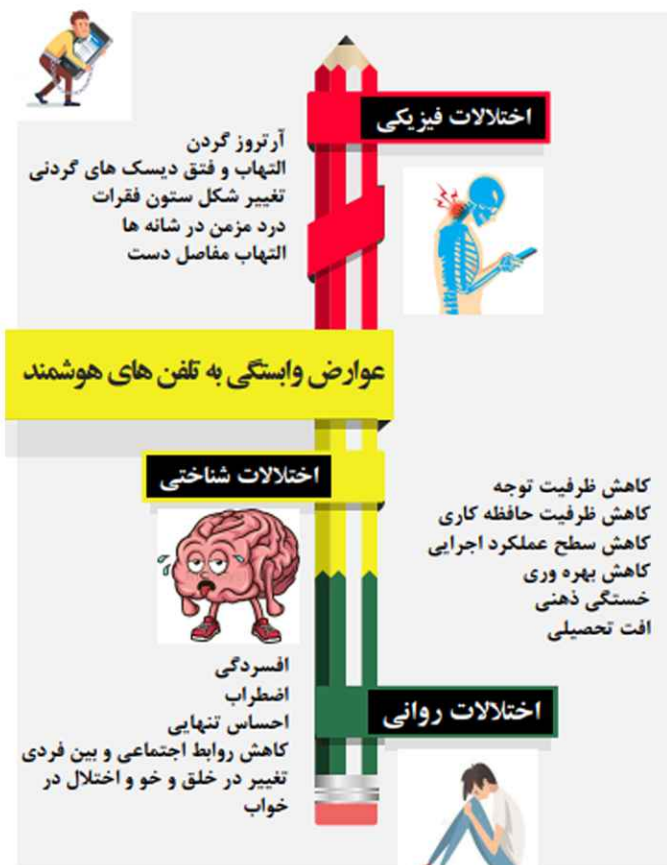 اختلالات فیزیکی
آرتروز گردن
التهاب و فتق دیسک های گردنی
تغییر شکل ستون فقرات
درد مزمن در شانه ها
التهاب مفاصل دست
عوارض وابستگی به تلفن های هوشمند
اختلالات شناختی
کاهش ظرفیت توجه
کاهش ظرفیت حافظه کاری
کاهش سطح عملکرد اجرایی
کاهش بهره وری
خستگی ذهنی
افت تحصیلی
اختلالات روانی
افسردگی
اضطراب
احساس تنهایی
کاهش روابط اجتماعی و بین فردی
تغییر در خلق و خو و اختلال در
خواب